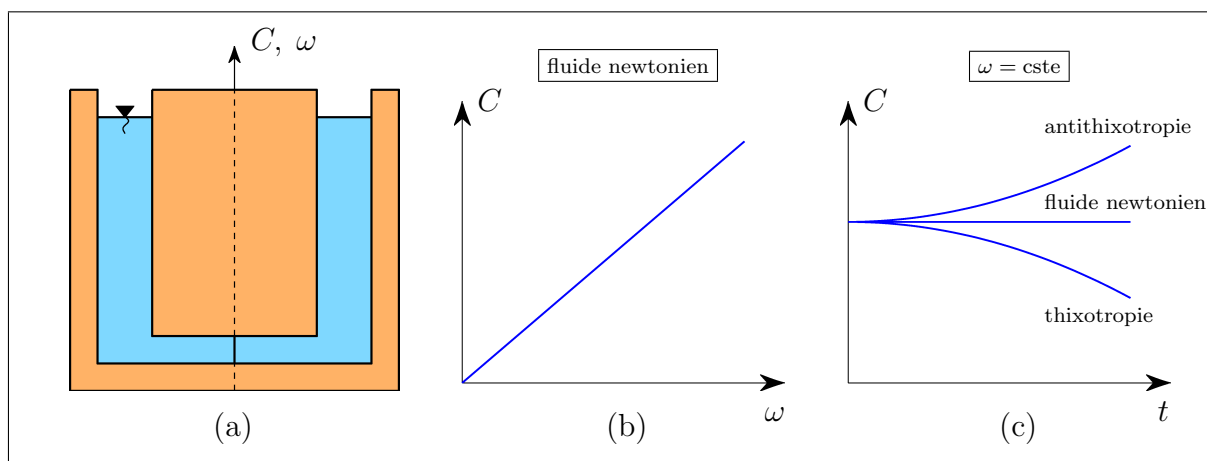 C, ω
(a)
fluide newtonien
C
ω
(b)
ω = cste
C
antithixotropie
fluide newtonien
thixotropie
t
(c)